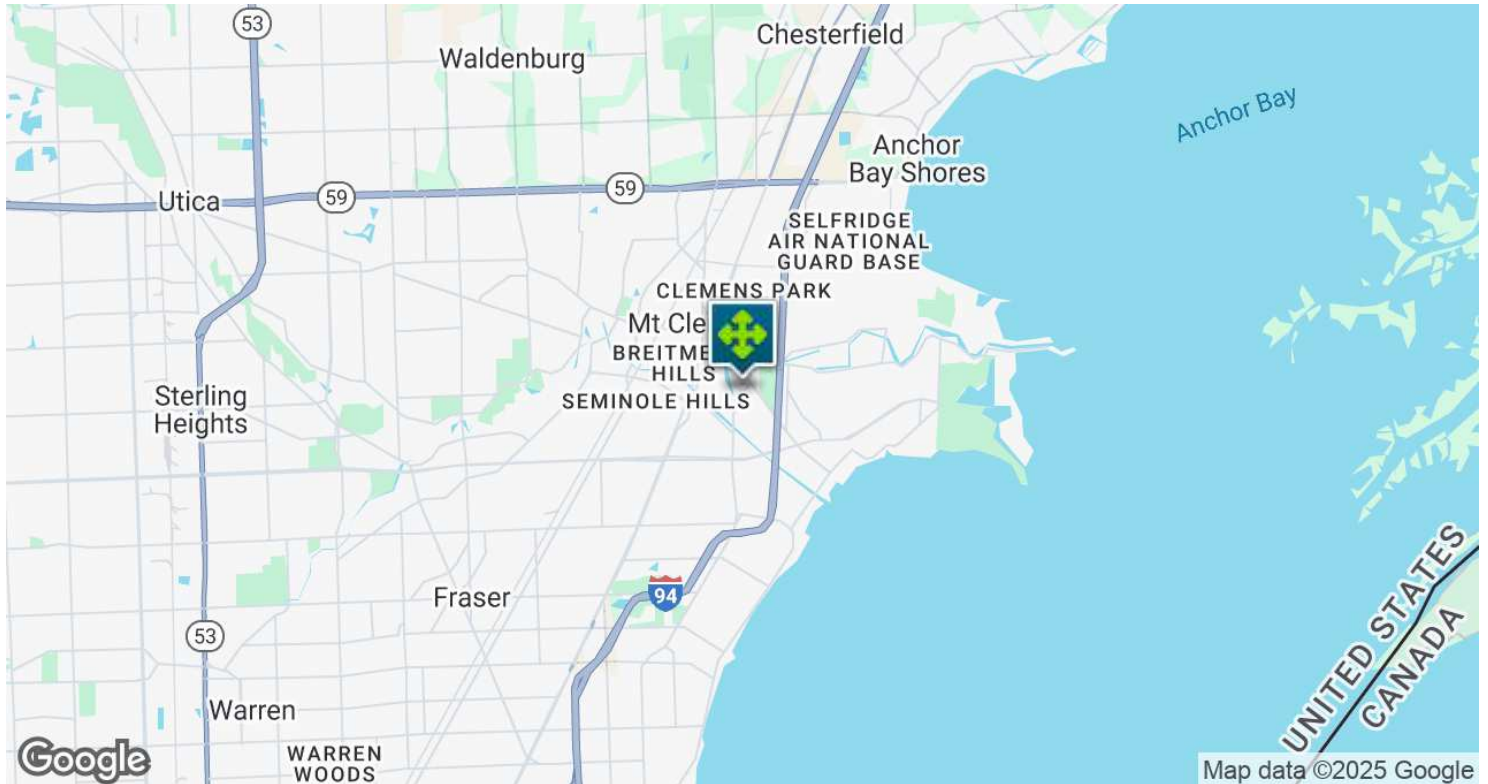 53
Chesterfield
Waldenburg
Anchor Bay
Anchor
Bay Shores
Utica
59
59
SELFRIDGE
AIR NATIONAL
GUARD BASE
CLEMENS PARK
Mt Cle
BREITME
HILLS
SEMINOLE HILLS
Sterling
Heights
94
Fraser
53
UNITED STATES
CANADA
Warren
WARREN
WOODS
Google
Map data ©2025 Google